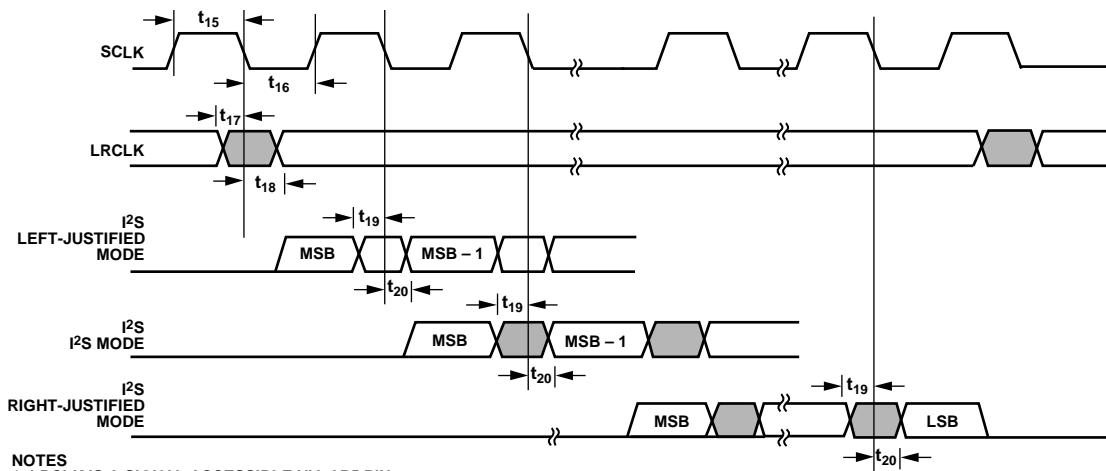 t15
SCLK
t16
t17
LRCLK
t18
I2S
LEFT-JUSTIFIED
MODE
t19
MSB
MSB – 1
t20
t19
I2S
I2S MODE
MSB
MSB – 1
t20
I2S
RIGHT-JUSTIFIED
MODE
t19
MSB
LSB
t20
NOTES